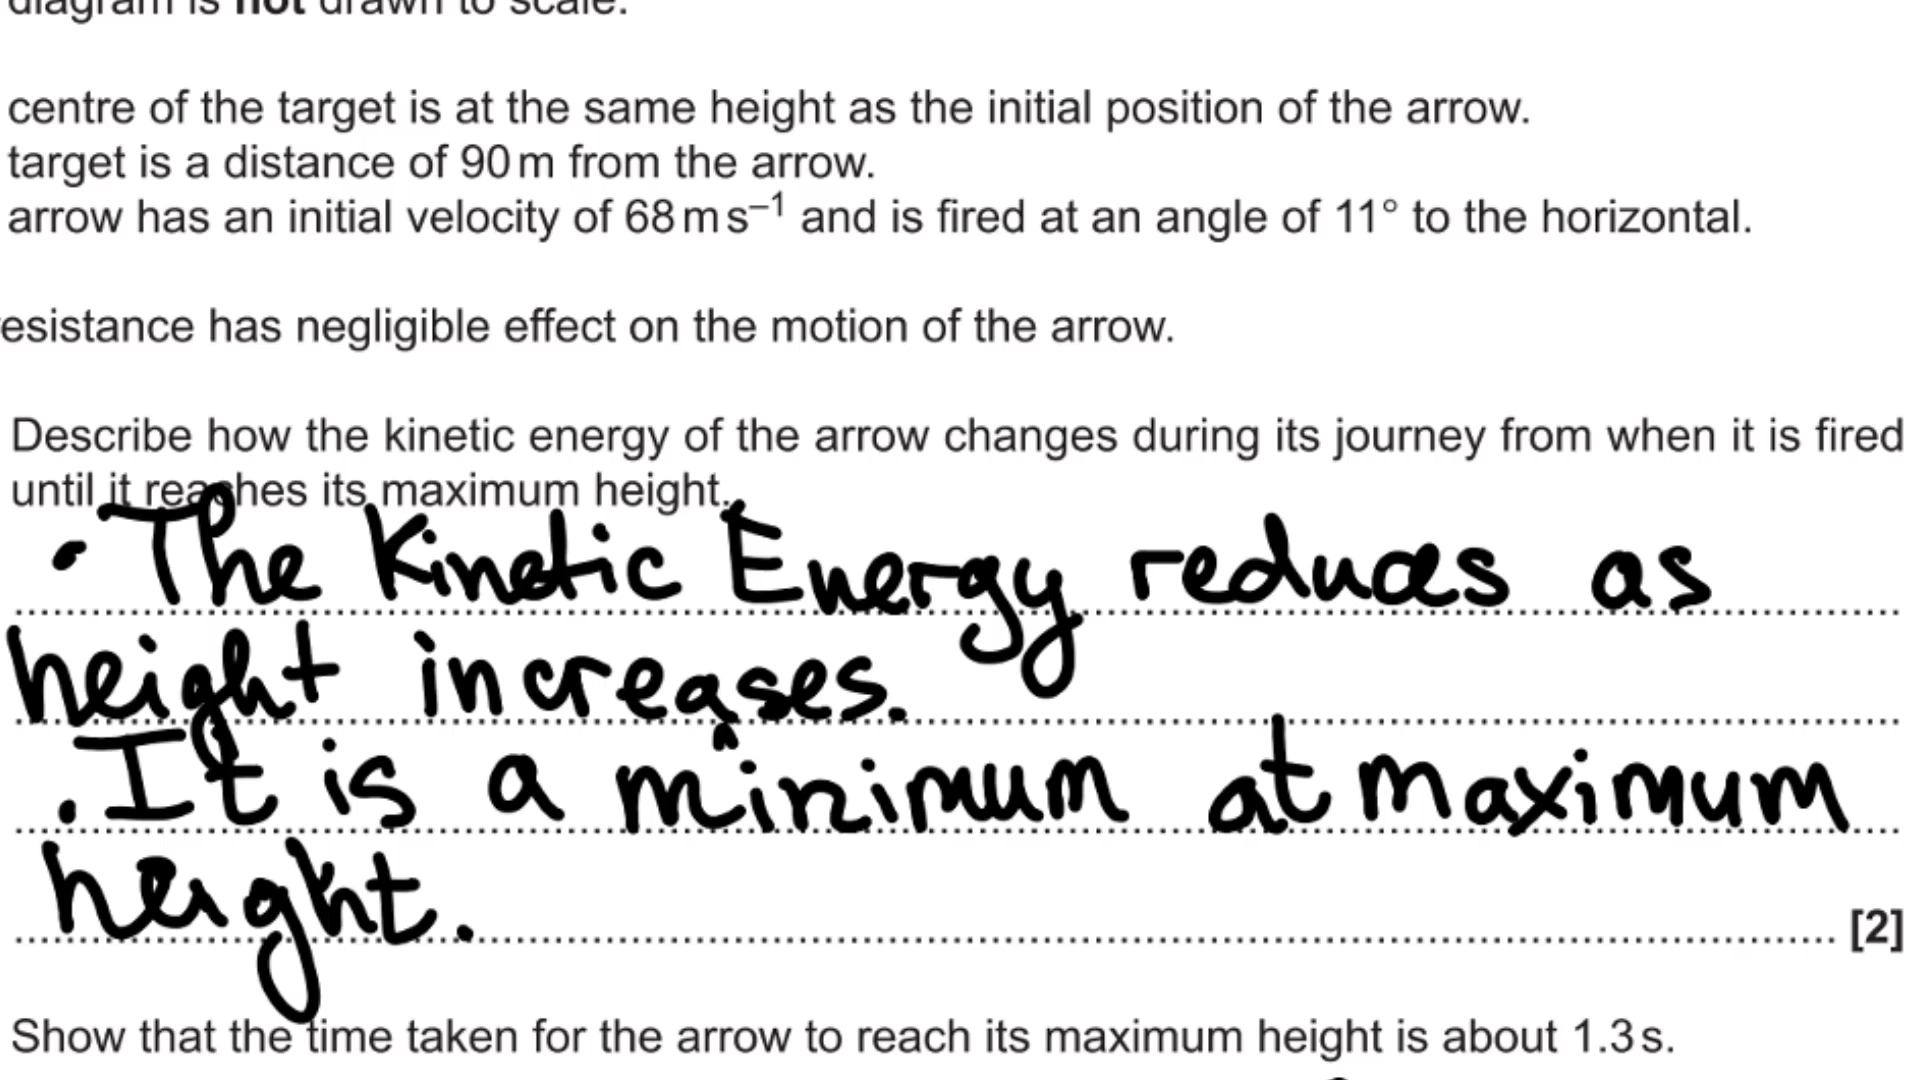 diagram is not drawn to scale.
centre of the target is at the same height as the initial position of the arrow.
target is a distance of 90 m from the arrow.
arrow has an initial velocity of 68 m s⁻¹ and is fired at an angle of 11° to the horizontal.
esistance has negligible effect on the motion of the arrow.
Describe how the kinetic energy of the arrow changes during its journey from when it is fired
until it reaches its maximum height.
• The Kinetic Energy reduces as
height increases.
• It is a minimum at maximum
height.
[2]
Show that the time taken for the arrow to reach its maximum height is about 1.3 s.